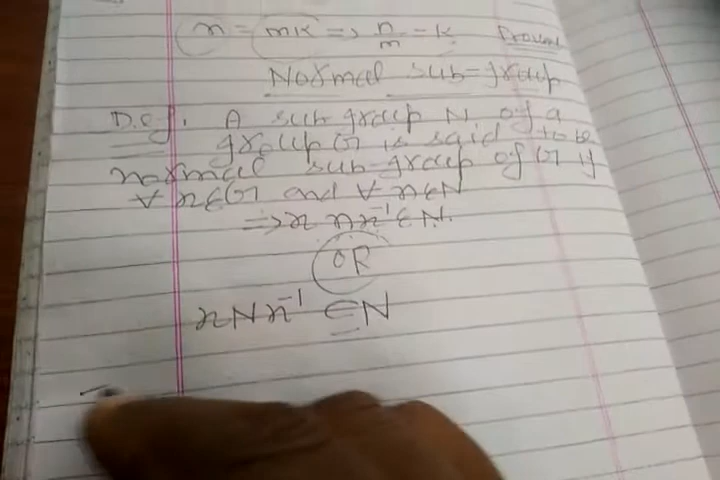 n = mk => n/m = k. Proved
Normal sub-group
Def. A sub group N of a
group G is said to be
normal sub-group of G if
∀ x∈G and ∀ n∈N
=> x n x⁻¹ ∈ N.
OR
x N x⁻¹ ⊆ N